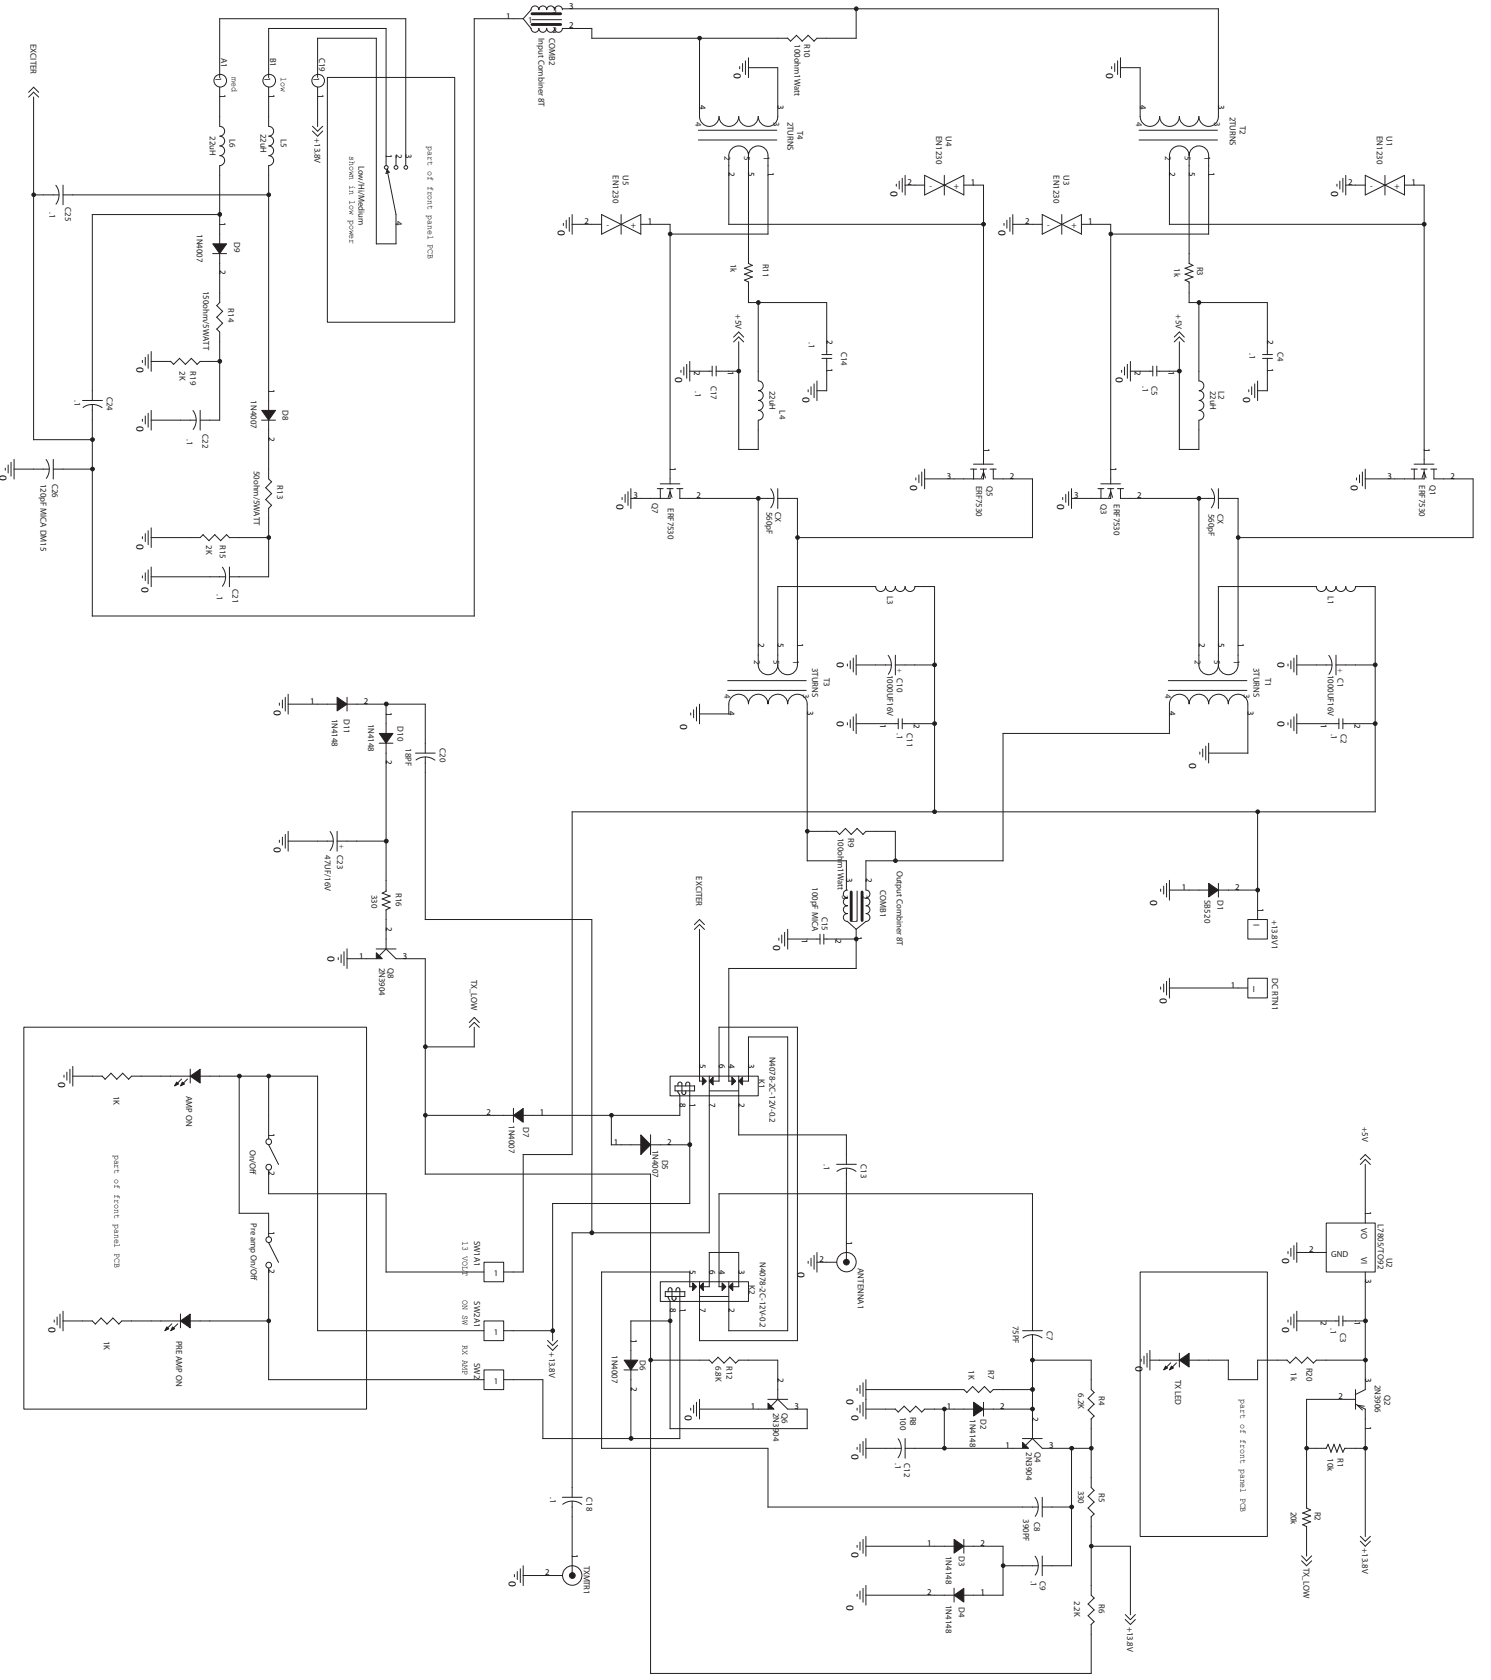 EXCITER
A1
med
B1
low
C19
+13.8V
L6
22uH
L5
22uH
part of front panel PCB
Low/Hi/Medium
shown in low power
C25
.1
D9
1N4007
R14
150ohm/5WATT
R19
2K
C22
.1
C24
.1
D8
1N4007
R13
50ohm/5WATT
R15
2K
C21
.1
C26
120pF MICA DM15
COMB2
Input Combiner 8T
R10
100ohm1Watt
T4
2TURNS
T2
2TURNS
U1
EN1230
U4
EN1230
U3
EN1230
U5
EN1230
R11
1k
R3
1k
+5V
C14
.1
C17
.1
L4
22uH
+5V
C4
.1
C5
.1
L2
22uH
Q7
ERF7530
Q5
ERF7530
Q3
ERF7530
Q1
ERF7530
CX
560pF
CX
560pF
L3
L1
T3
3TURNS
C10
1000UF16V
C11
.1
T1
3TURNS
C1
1000UF16V
C2
.1
D11
1N4148
D10
1N4148
C20
18PF
C23
47UF/16V
R16
330
Q8
2N3904
R9
100ohm1Watt
COMB1
Output Combiner 8T
C15
100pF MICA
D1
SB520
+13.8V1
DC RTN1
EXCITER
TX_LOW
K1
N4078-2C-12V-0.2
D7
1N4007
D5
1N4007
C13
.1
ANTENNA1
K2
N4078-2C-12V-0.2
AMP ON
1K
On/Off
Pre amp On/Off
part of front panel PCB
PRE AMP ON
1K
SW1A1
13 VOLT
SW2A1
ON SW
SW2
RX AMP
+13.8V
D6
1N4007
R12
6.8K
Q6
2N3904
C7
75PF
R7
1K
R8
100
D2
1N4148
C12
.1
Q4
2N3904
R4
6.2K
R5
330
C8
390PF
C9
.1
D3
1N4148
D4
1N4148
R6
2.2K
+13.8V
C18
.1
TXMTR1
+5V
U2
L7805/TO92
VO
GND
VI
C3
.1
R20
1k
TX LED
part of front panel PCB
Q2
2N3906
R1
10k
R2
20k
+13.8V
TX_LOW